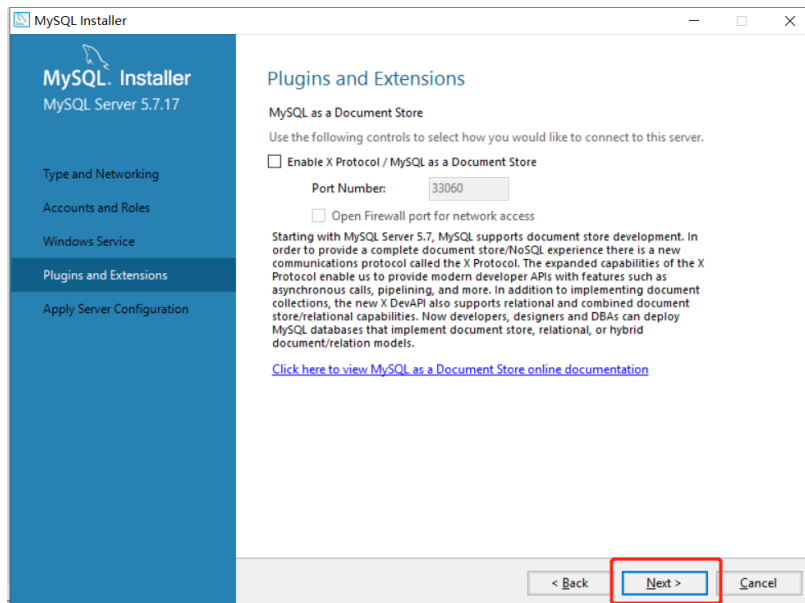 MySQL Installer
MySQL. Installer
MySQL Server 5.7.17
Type and Networking
Accounts and Roles
Windows Service
Plugins and Extensions
Apply Server Configuration
Plugins and Extensions
MySQL as a Document Store
Use the following controls to select how you would like to connect to this server.
Enable X Protocol / MySQL as a Document Store
Port Number: 33060
Open Firewall port for network access
Starting with MySQL Server 5.7, MySQL supports document store development. In
order to provide a complete document store/NoSQL experience there is a new
communications protocol called the X Protocol. The expanded capabilities of the X
Protocol enable us to provide modern developer APIs with features such as
asynchronous calls, pipelining, and more. In addition to implementing document
collections, the new X DevAPI also supports relational and combined document
store/relational capabilities. Now developers, designers and DBAs can deploy
MySQL databases that implement document store, relational, or hybrid
document/relation models.
Click here to view MySQL as a Document Store online documentation
< Back Next > Cancel